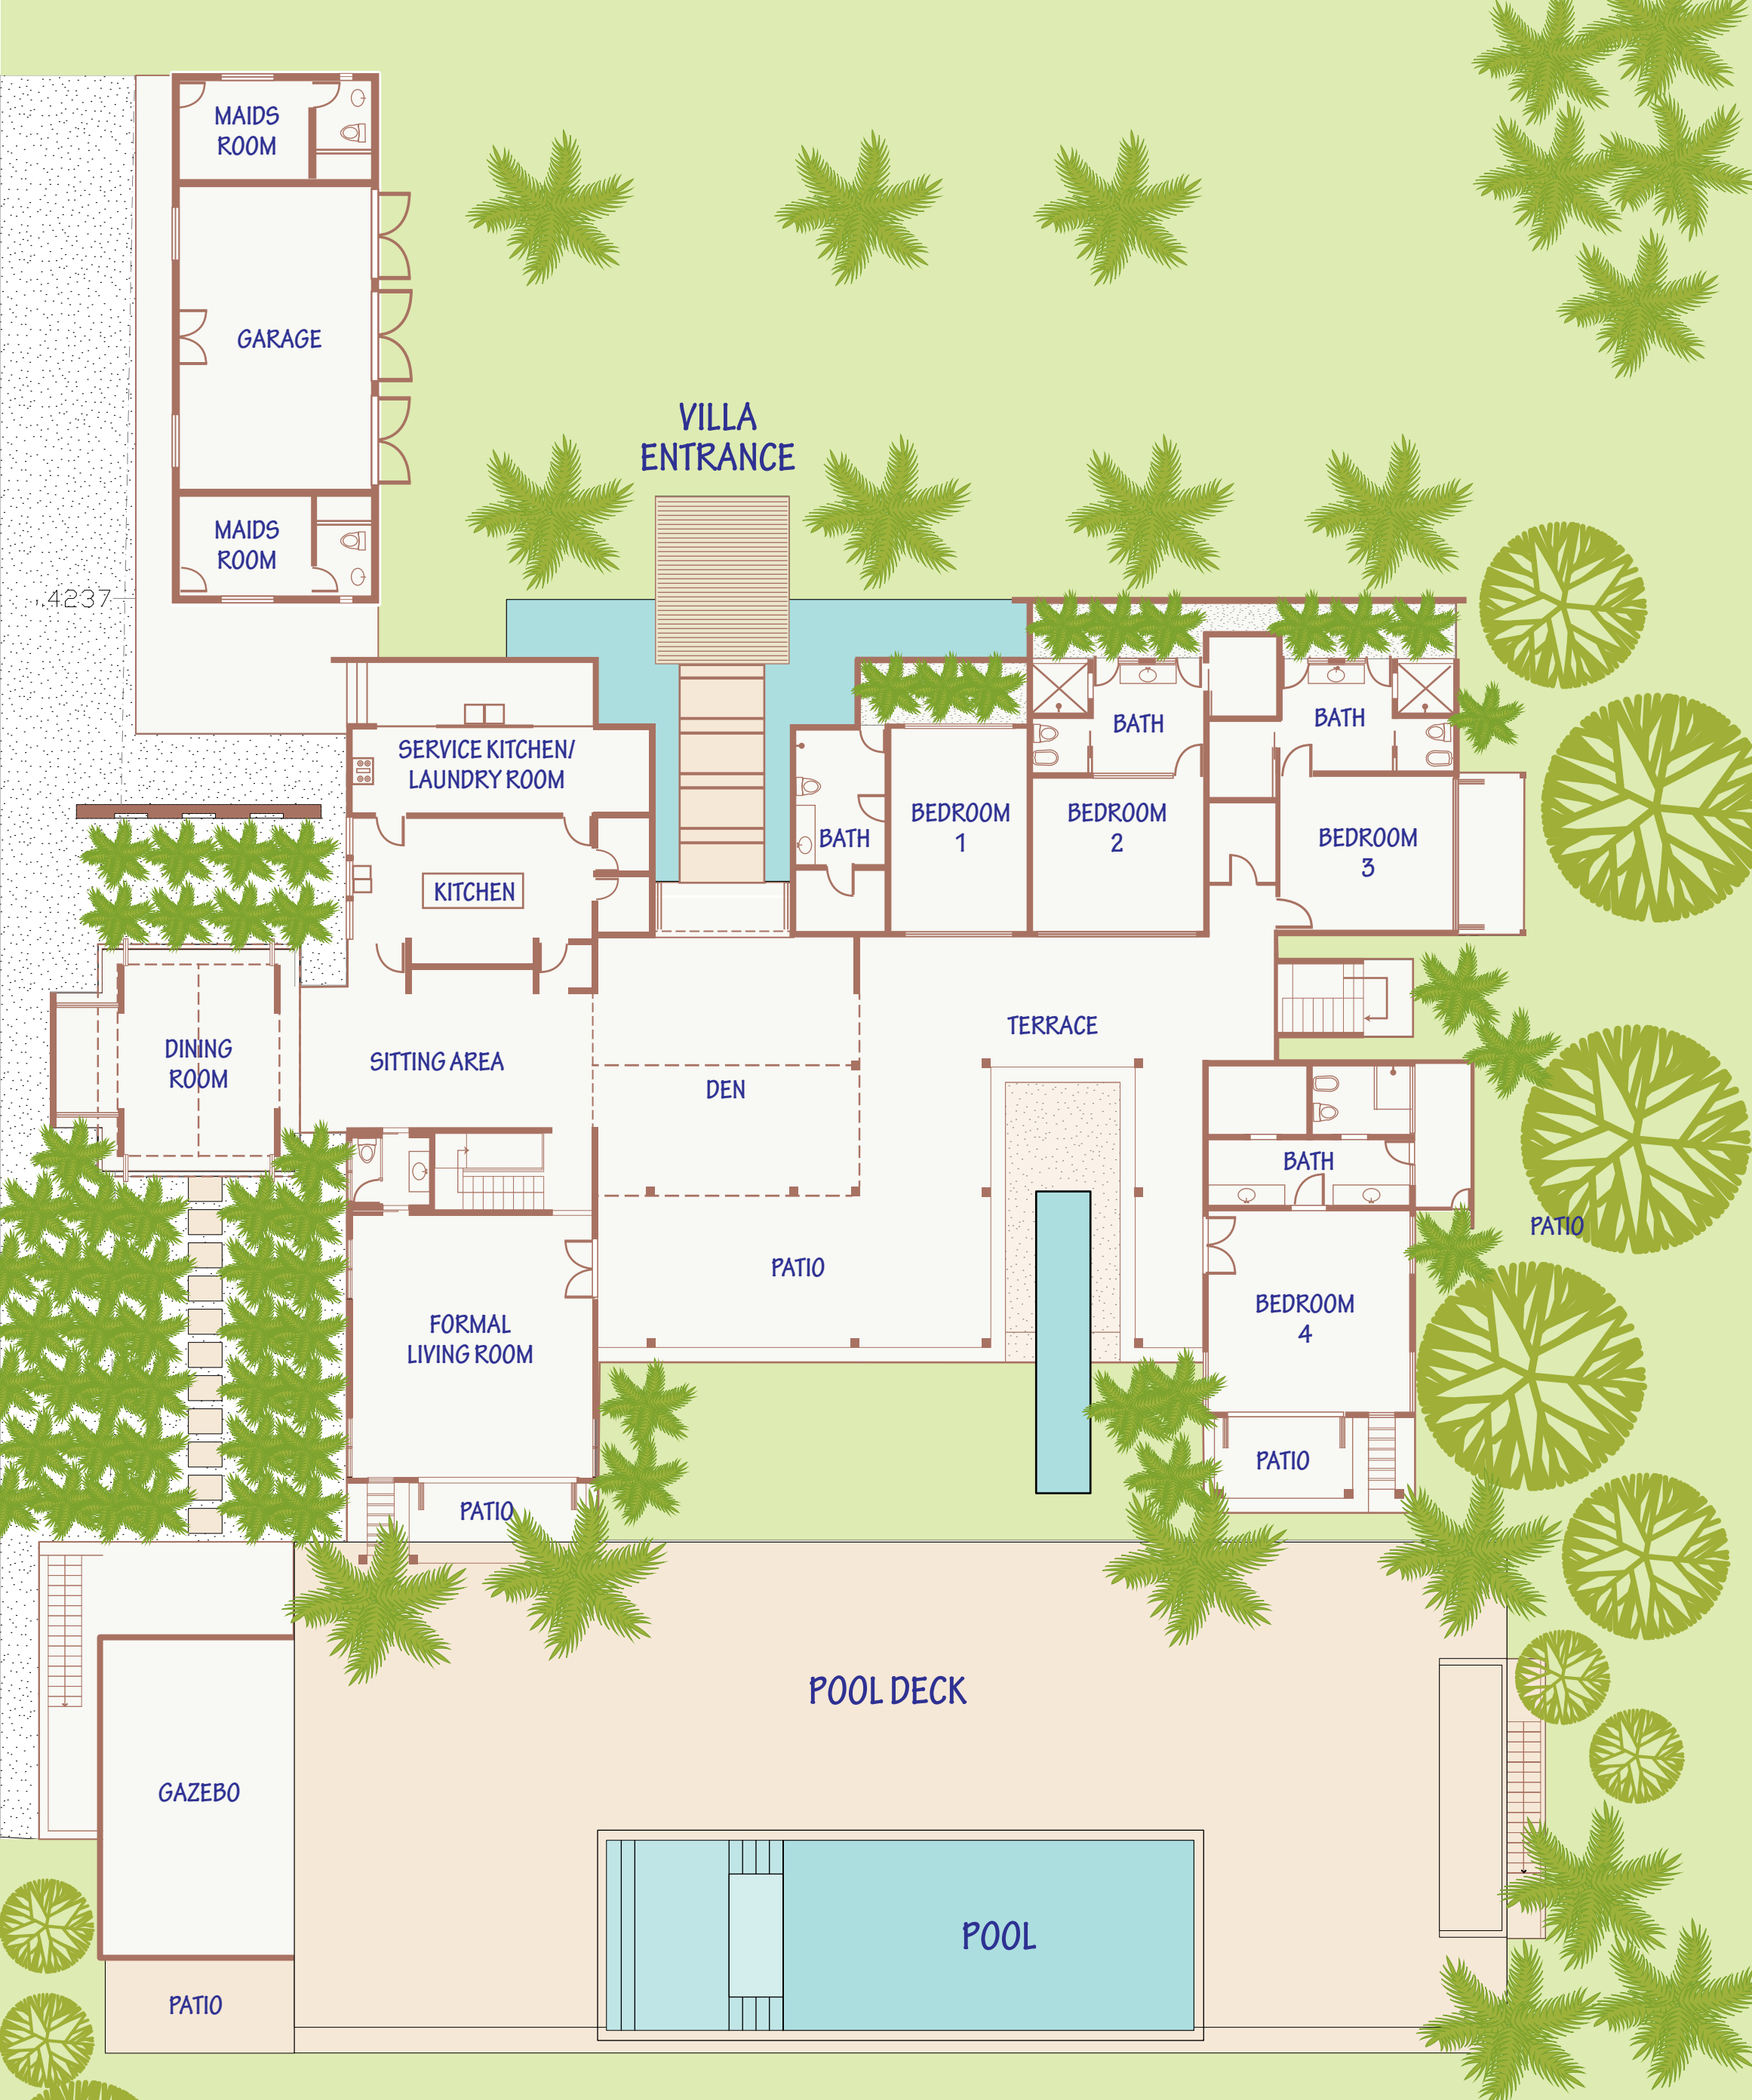 MAIDS
ROOM
GARAGE
VILLA
ENTRANCE
MAIDS
ROOM
4237
BATH
BATH
SERVICE KITCHEN/
LAUNDRY ROOM
BATH
BEDROOM
1
BEDROOM
2
BEDROOM
3
KITCHEN
DINING
ROOM
SITTING AREA
DEN
TERRACE
BATH
PATIO
PATIO
FORMAL
LIVING ROOM
BEDROOM
4
PATIO
PATIO
POOL DECK
GAZEBO
POOL
PATIO